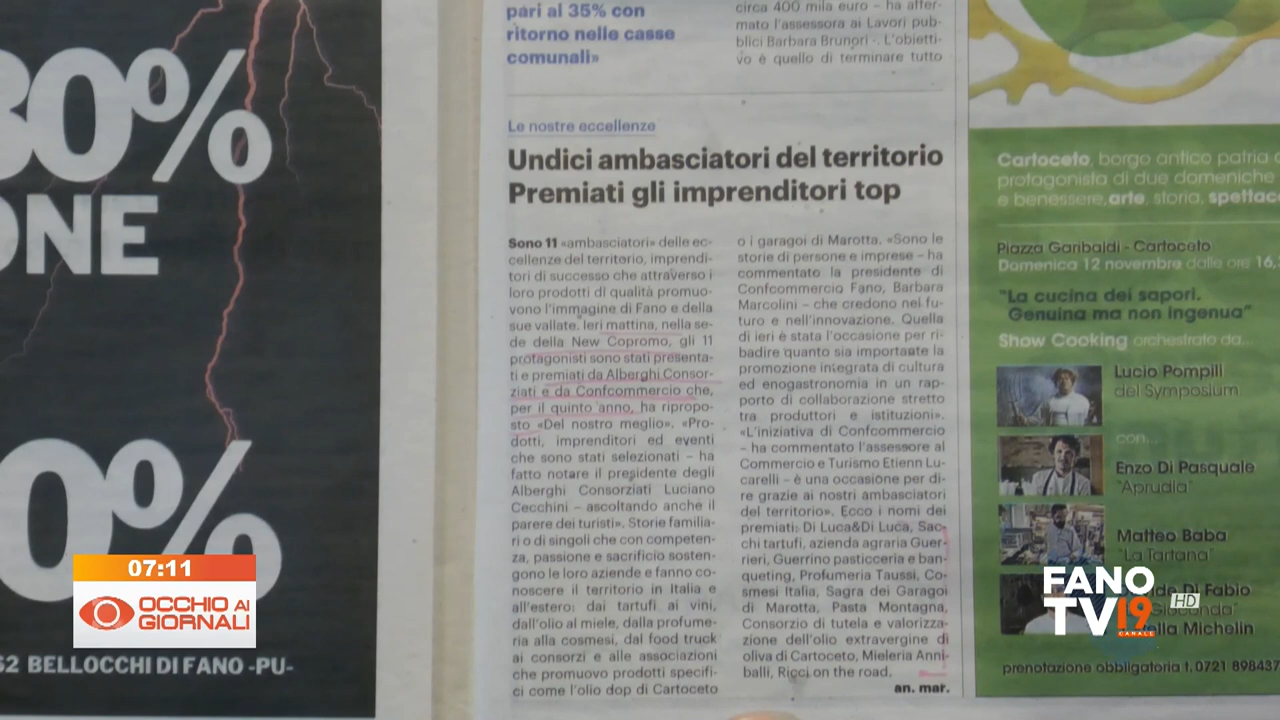 30%
ONE
0%
07:11
OCCHIO AI
GIORNALI
62 BELLOCCHI DI FANO -PU-
pari al 35% con
ritorno nelle casse
comunali»
circa 400 mila euro – ha affer-
mato l'assessora ai Lavori pub-
blici Barbara Brunori -. L'obietti-
vo è quello di terminare tutto
Le nostre eccellenze
Undici ambasciatori del territorio
Premiati gli imprenditori top
Sono 11 «ambasciatori» delle ec-
cellenze del territorio, imprendi-
tori di successo che attraverso i
loro prodotti di qualità promuo-
vono l'immagine di Fano e della
sue vallate. Ieri mattina, nella se-
de della New Copromo, gli 11
protagonisti sono stati presenta-
ti e premiati da Alberghi Consor-
ziati e da Confcommercio che,
per il quinto anno, ha ripropo-
sto «Del nostro meglio». «Pro-
dotti, imprenditori ed eventi
che sono stati selezionati – ha
fatto notare il presidente degli
Alberghi Consorziati Luciano
Cecchini – ascoltando anche il
parere dei turisti». Storie familia-
ri o di singoli che con competen-
za, passione e sacrificio sosten-
gono le loro aziende e fanno co-
noscere il territorio in Italia e
all'estero: dai tartufi ai vini,
dall'olio al miele, dalla profume-
ria alla cosmesi, dal food truck
ai consorzi e alle associazioni
che promuovo prodotti specifi-
ci come l'olio dop di Cartoceto
o i garagoi di Marotta. «Sono le
storie di persone e imprese – ha
commentato la presidente di
Confcommercio Fano, Barbara
Marcolini – che credono nel fu-
turo e nell'innovazione. Quella
di ieri è stata l'occasione per ri-
badire quanto sia importante la
promozione integrata di cultura
ed enogastronomia in un rap-
porto di collaborazione stretto
tra produttori e istituzioni».
«L'iniziativa di Confcommercio
– ha commentato l'assessore al
Commercio e Turismo Etienn Lu-
carelli – è una occasione per di-
re grazie ai nostri ambasciatori
del territorio». Ecco i nomi dei
premiati: Di Luca&Di Luca, Sac-
chi tartufi, azienda agraria Guer-
rieri, Guerrino pasticceria e ban-
queting, Profumeria Taussi, Co-
smesi Italia, Sagra dei Garagoi
di Marotta, Pasta Montagna,
Consorzio di tutela e valorizza-
zione dell'olio extravergine di
oliva di Cartoceto, Mieleria Anni-
balli, Ricci on the road.
an. mar.
Cartoceto, borgo antico patria
protagonista di due domeniche
e benessere, arte, storia, spettac
Piazza Garibaldi - Cartoceto
Domenica 12 novembre dalle ore 16,
"La cucina dei sapori.
Genuina ma non ingenua"
Show Cooking orchestrato da...
Lucio Pompili
del Symposium
con...
Enzo Di Pasquale
"Aprudia"
Matteo Baba
"La Tartana"
Di Fabio
Gioconda"
ella Michelin
prenotazione obbligatoria t. 0721 898437
FANO
TV 19 HD
CANALE